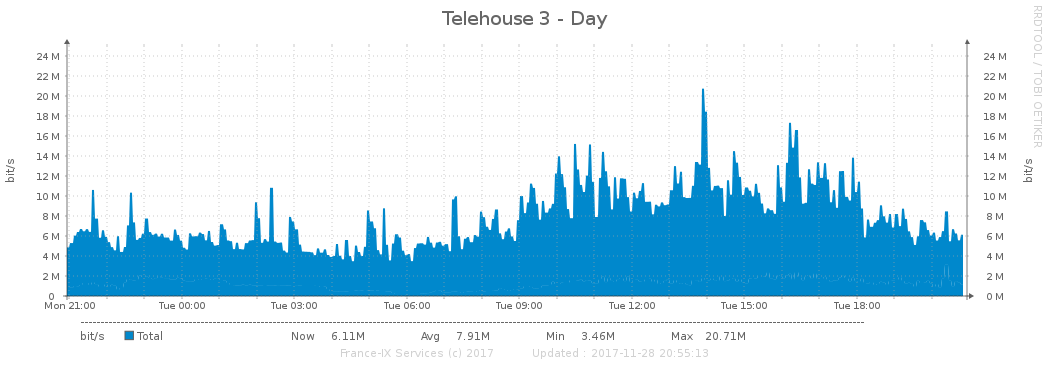 Telehouse 3 - Day
RRDTOOL / TOBI OETIKER
bit/s
24 M 24 M
22 M 22 M
20 M 20 M
18 M 18 M
16 M 16 M
14 M 14 M
12 M 12 M
10 M 10 M
8 M 8 M
6 M 6 M
4 M 4 M
2 M 2 M
0 0 M
bit/s
Mon 21:00 Tue 00:00 Tue 03:00 Tue 06:00 Tue 09:00 Tue 12:00 Tue 15:00 Tue 18:00
bit/s Total Now 6.11M Avg 7.91M Min 3.46M Max 20.71M
France-IX Services (c) 2017 Updated : 2017-11-28 20:55:13